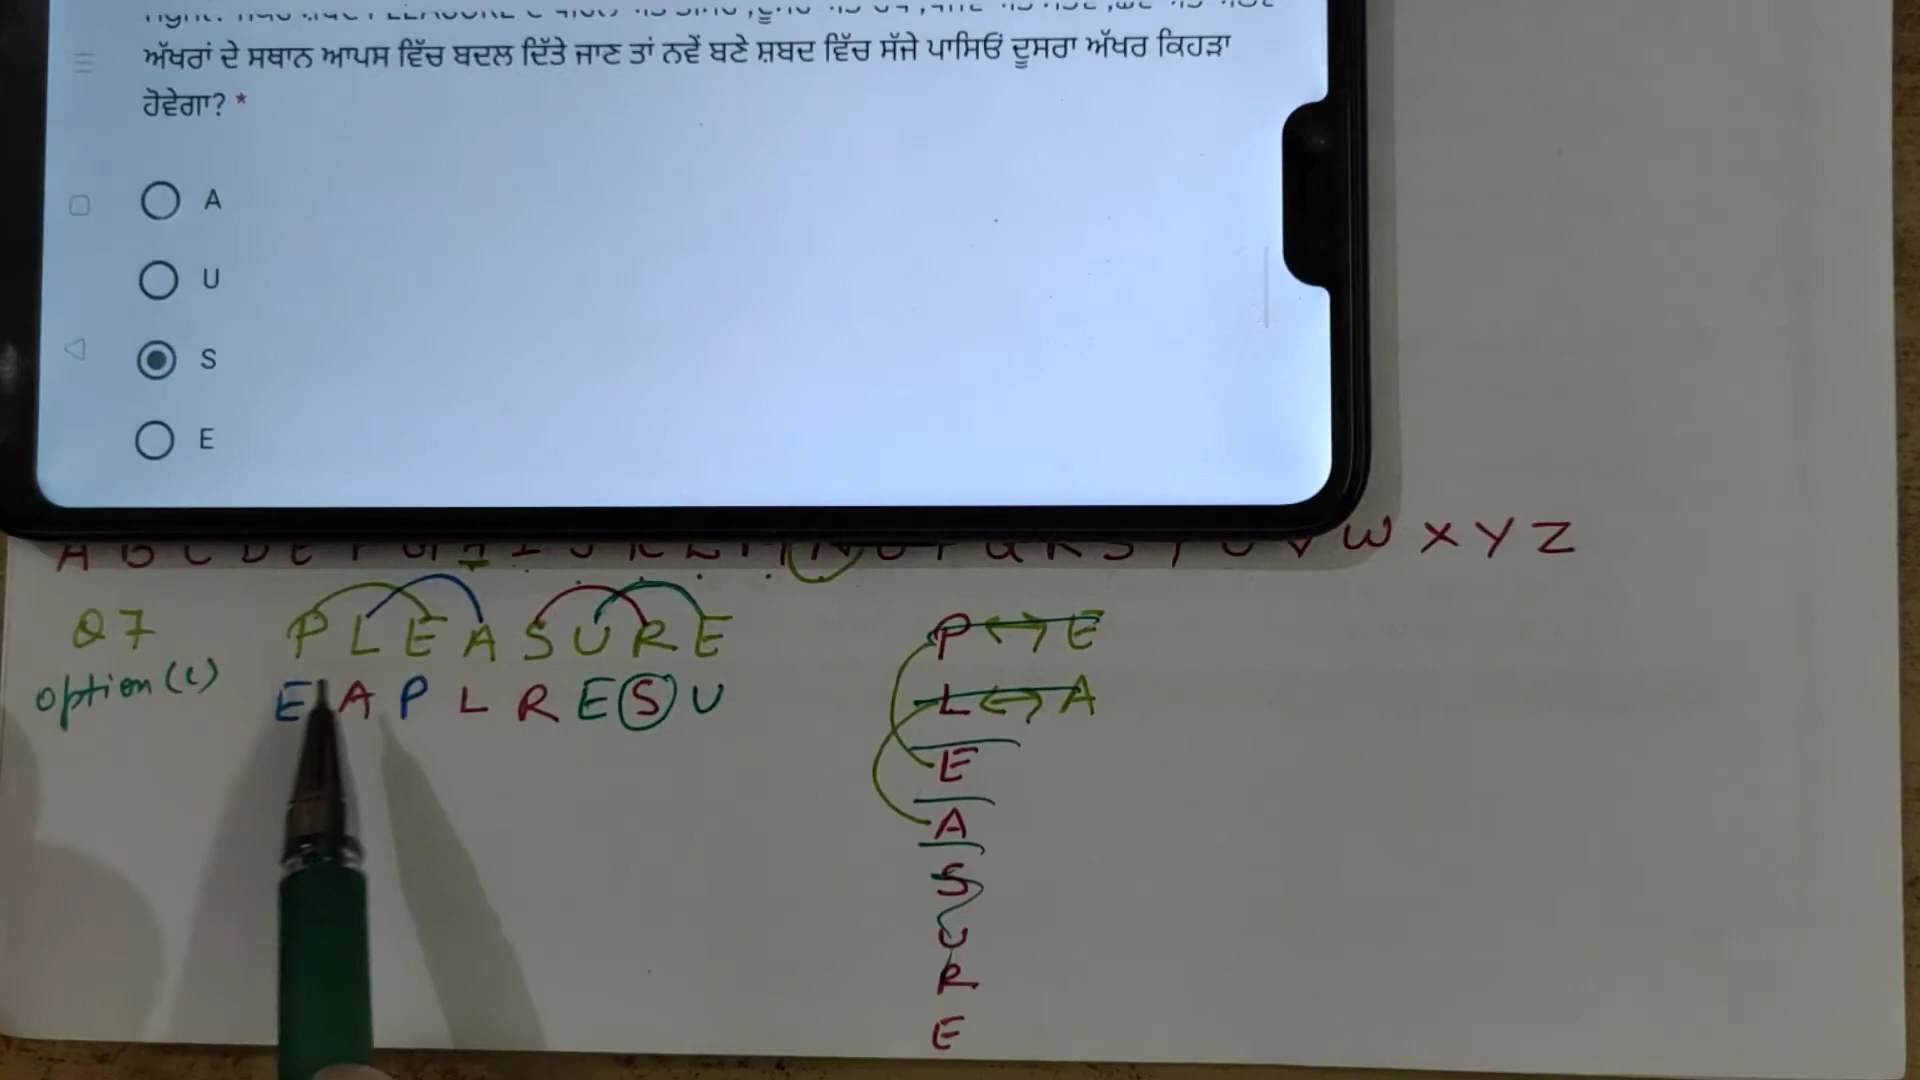 ਅੱਖਰਾਂ ਦੇ ਸਥਾਨ ਆਪਸ ਵਿੱਚ ਬਦਲ ਦਿੱਤੇ ਜਾਣ ਤਾਂ ਨਵੇਂ ਬਣੇ ਸ਼ਬਦ ਵਿੱਚ ਸੱਜੇ ਪਾਸਿਓਂ ਦੂਸਰਾ ਅੱਖਰ ਕਿਹੜਾ
ਹੋਵੇਗਾ? *
A
U
S
E
W X Y Z
Q7 PLEASURE
option (c) EAPLRESU
P ↔ E
L ↔ A
E
A
S
U
R
E